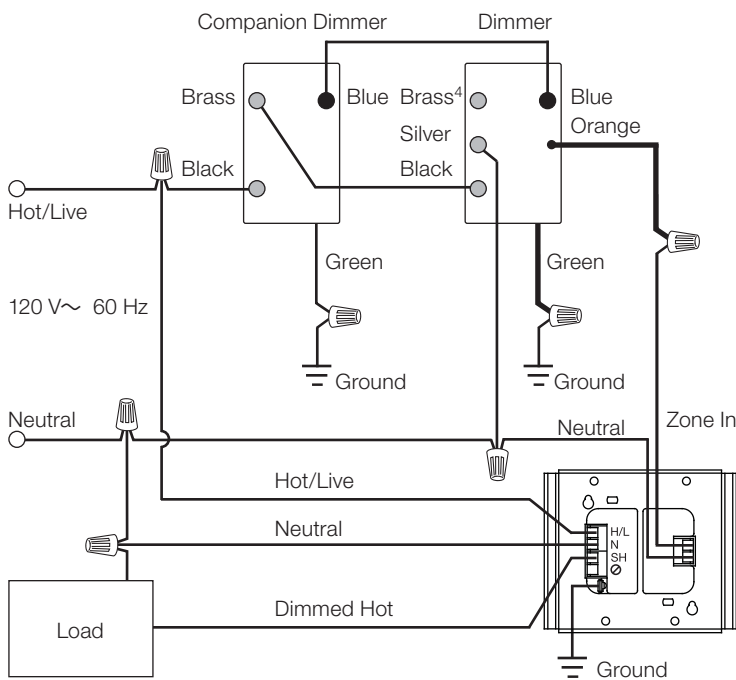 Companion Dimmer
Dimmer
Brass
Blue
Brass⁴
Blue
Silver
Orange
Black
Black
Hot/Live
Green
Green
120 V～ 60 Hz
Ground
Ground
Neutral
Neutral
Zone In
Hot/Live
Neutral
H/L
N
SH
Dimmed Hot
Load
Ground